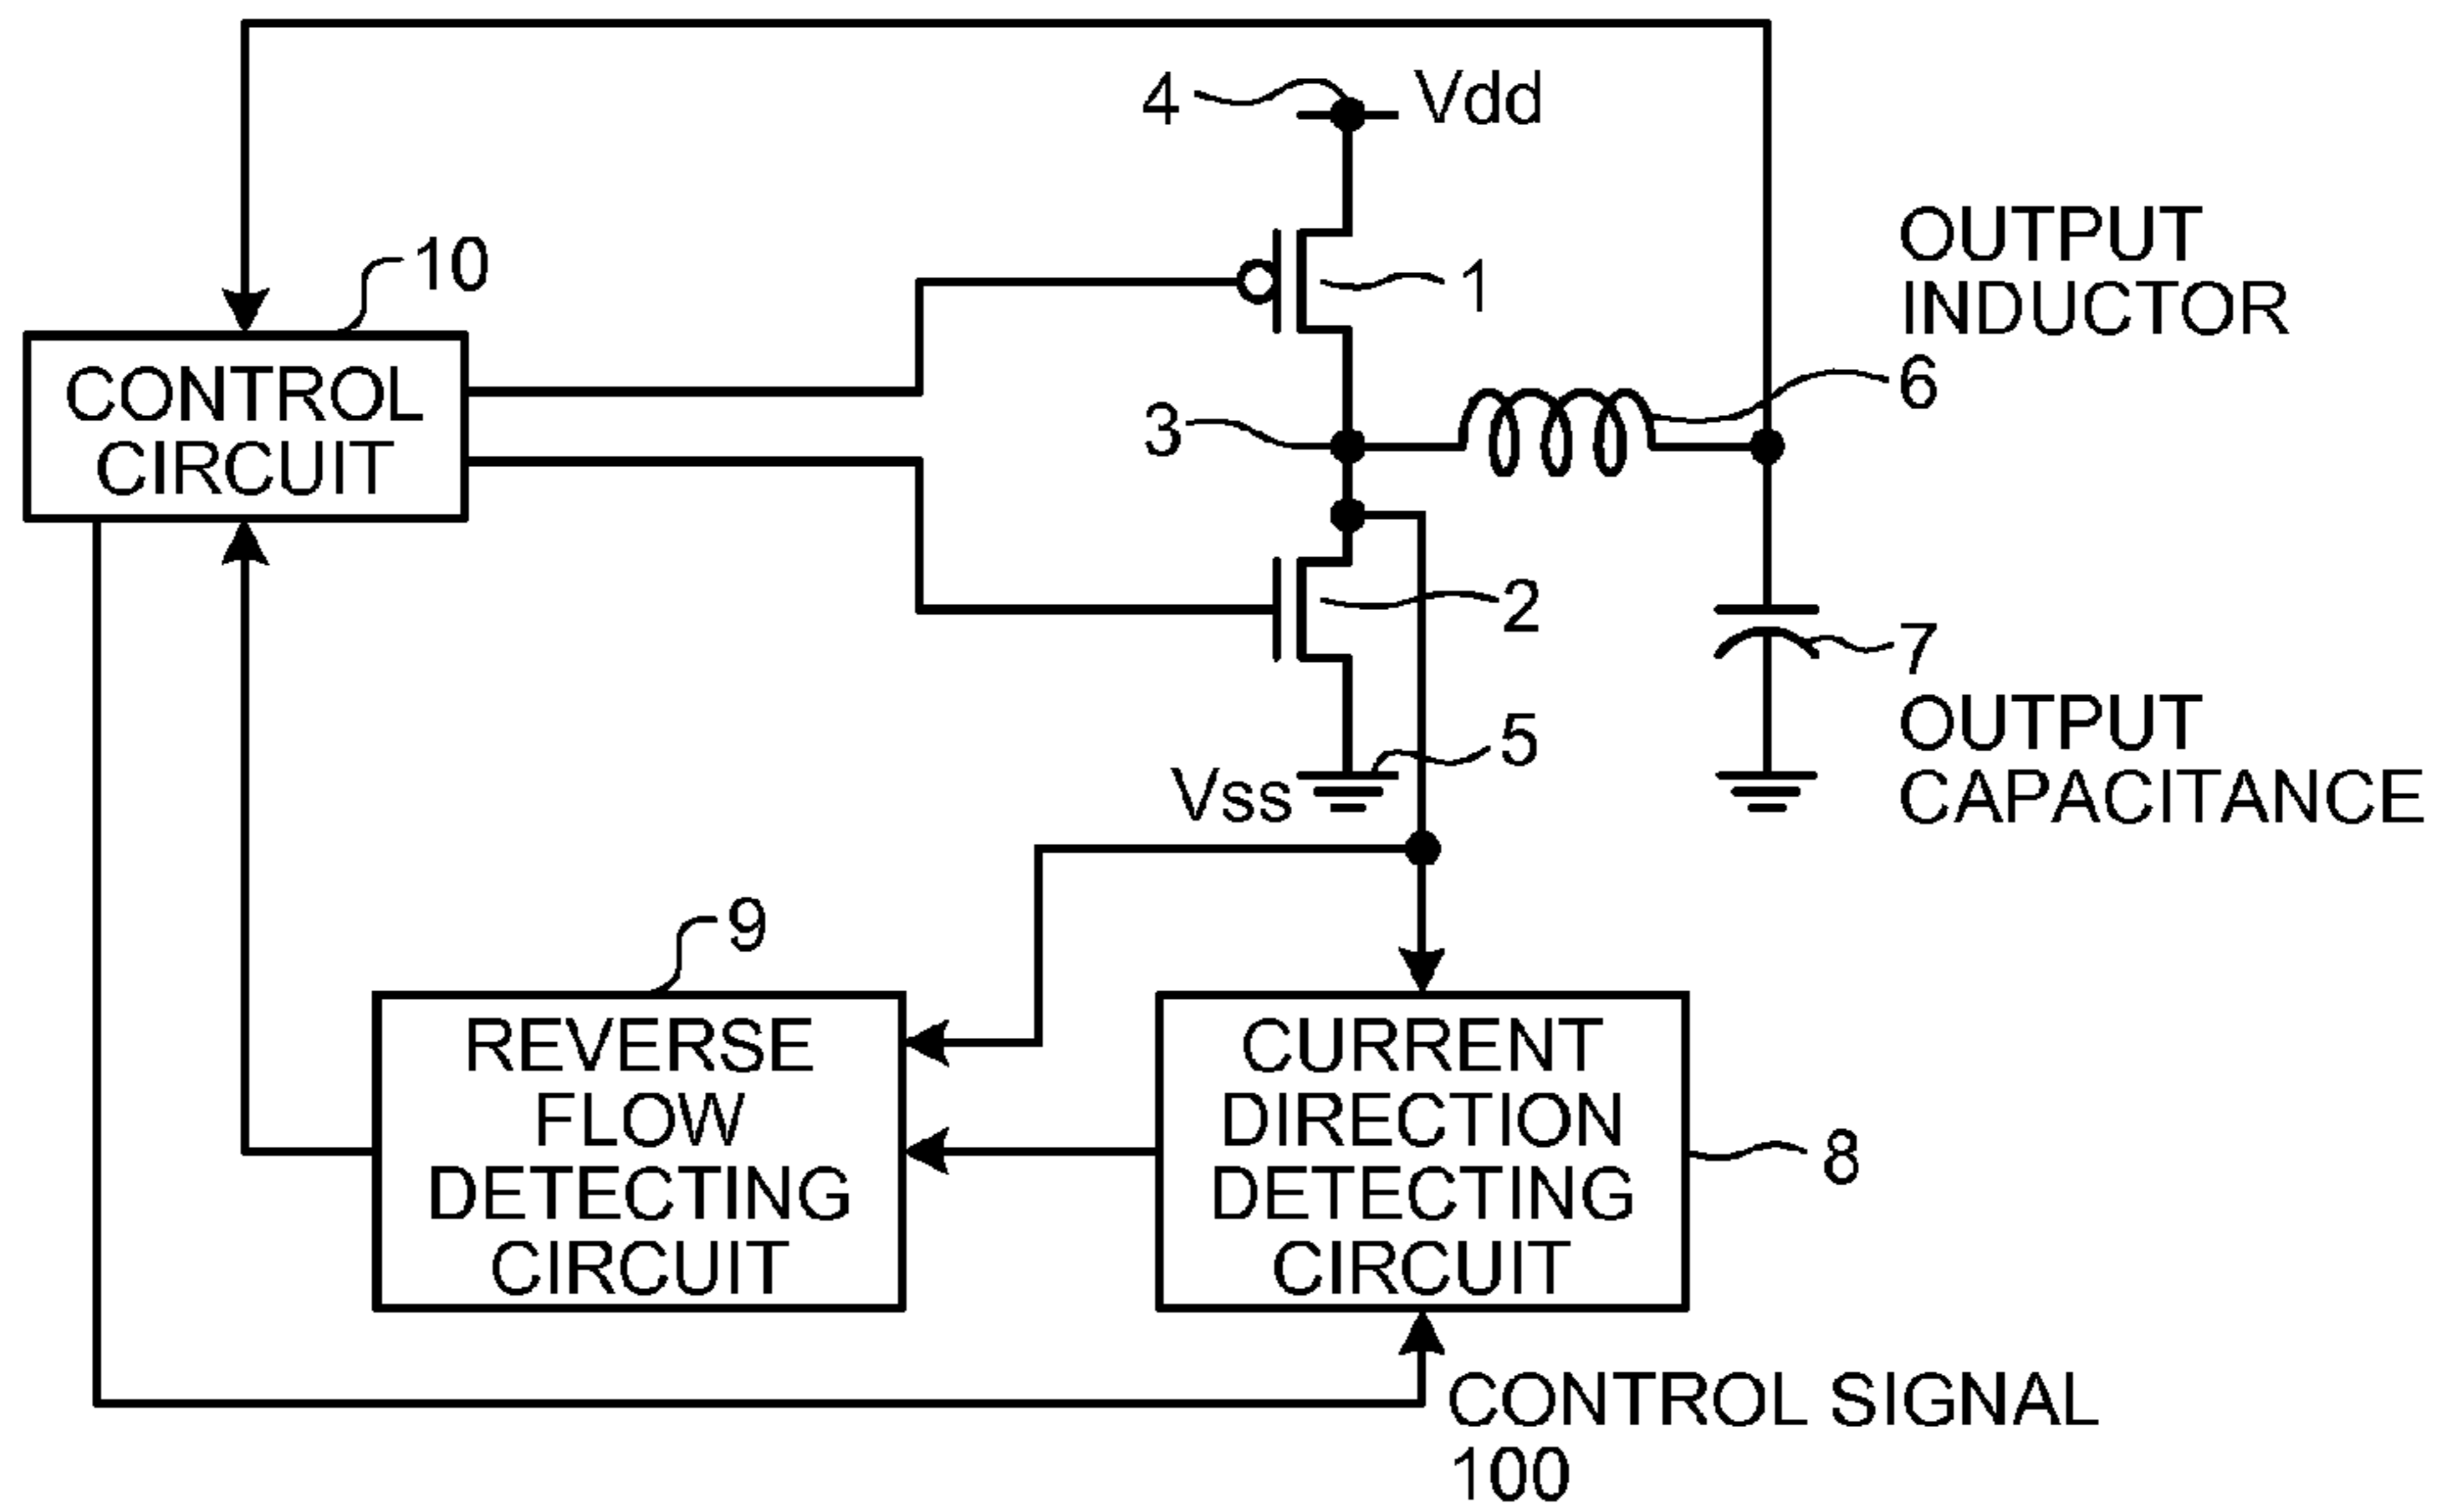 4
Vdd
OUTPUT
INDUCTOR
6
10
1
CONTROL
CIRCUIT
3
2
7
OUTPUT
CAPACITANCE
5
Vss
9
REVERSE
FLOW
DETECTING
CIRCUIT
CURRENT
DIRECTION
DETECTING
CIRCUIT
8
CONTROL SIGNAL
100